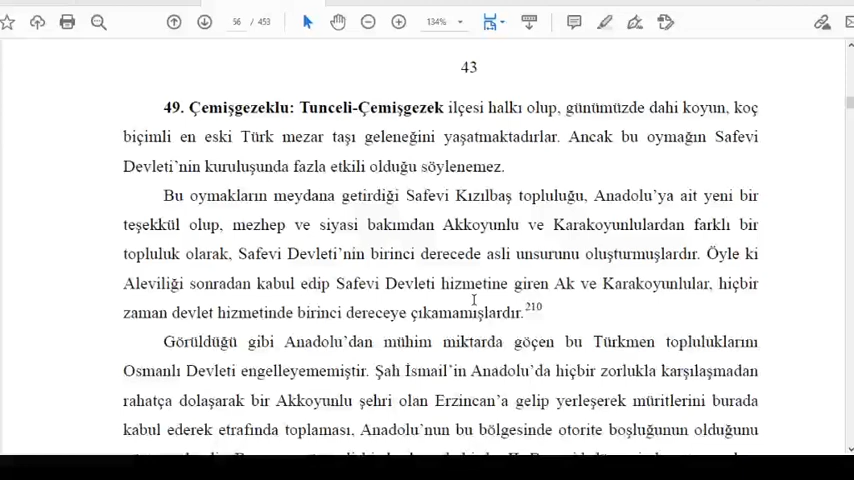 56 / 453
134%
43
49. Çemişgezeklu: Tunceli-Çemişgezek ilçesi halkı olup, günümüzde dahi koyun, koç
biçimli en eski Türk mezar taşı geleneğini yaşatmaktadırlar. Ancak bu oymağın Safevi
Devleti’nin kuruluşunda fazla etkili olduğu söylenemez.
Bu oymakların meydana getirdiği Safevi Kızılbaş topluluğu, Anadolu’ya ait yeni bir
teşekkül olup, mezhep ve siyasi bakımdan Akkoyunlu ve Karakoyunlulardan farklı bir
topluluk olarak, Safevi Devleti’nin birinci derecede asli unsurunu oluşturmuşlardır. Öyle ki
Aleviliği sonradan kabul edip Safevi Devleti hizmetine giren Ak ve Karakoyunlular, hiçbir
zaman devlet hizmetinde birinci dereceye çıkamamışlardır.210
Görüldüğü gibi Anadolu’dan mühim miktarda göçen bu Türkmen topluluklarını
Osmanlı Devleti engelleyememiştir. Şah İsmail’in Anadolu’da hiçbir zorlukla karşılaşmadan
rahatça dolaşarak bir Akkoyunlu şehri olan Erzincan’a gelip yerleşerek müritlerini burada
kabul ederek etrafında toplaması, Anadolu’nun bu bölgesinde otorite boşluğunun olduğunu